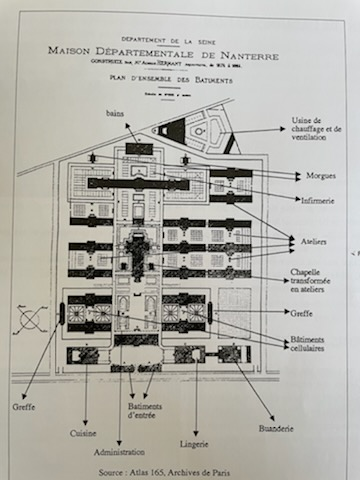 DÉPARTEMENT DE LA SEINE
MAISON DÉPARTEMENTALE DE NANTERRE
PLAN D'ENSEMBLE DES BATIMENTS
bains
Usine de
chauffage et de
ventilation
Morgues
Infirmerie
Ateliers
Chapelle
transformée
en ateliers
Greffe
Bâtiments
cellulaires
Greffe
Cuisine
Administration
Batiments
d'entrée
Lingerie
Buanderie
Source : Atlas 165, Archives de Paris